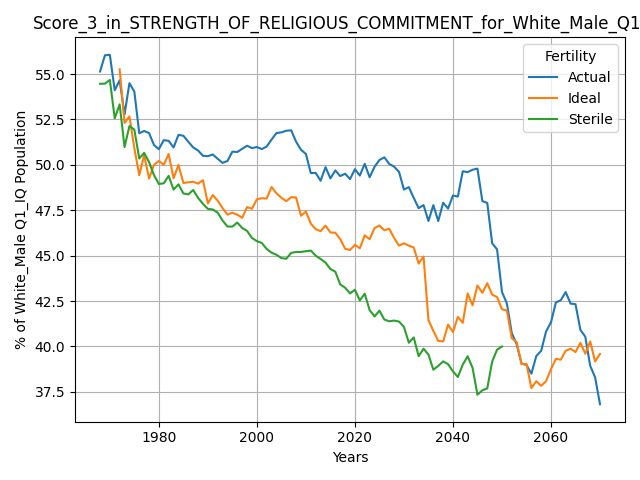 Score_3_in_STRENGTH_OF_RELIGIOUS_COMMITMENT_for_White_Male_Q1
Fertility
Actual
Ideal
Sterile
55.0
52.5
50.0
47.5
45.0
42.5
40.0
37.5
% of White_Male Q1_IQ Population
1980 2000 2020 2040 2060
Years